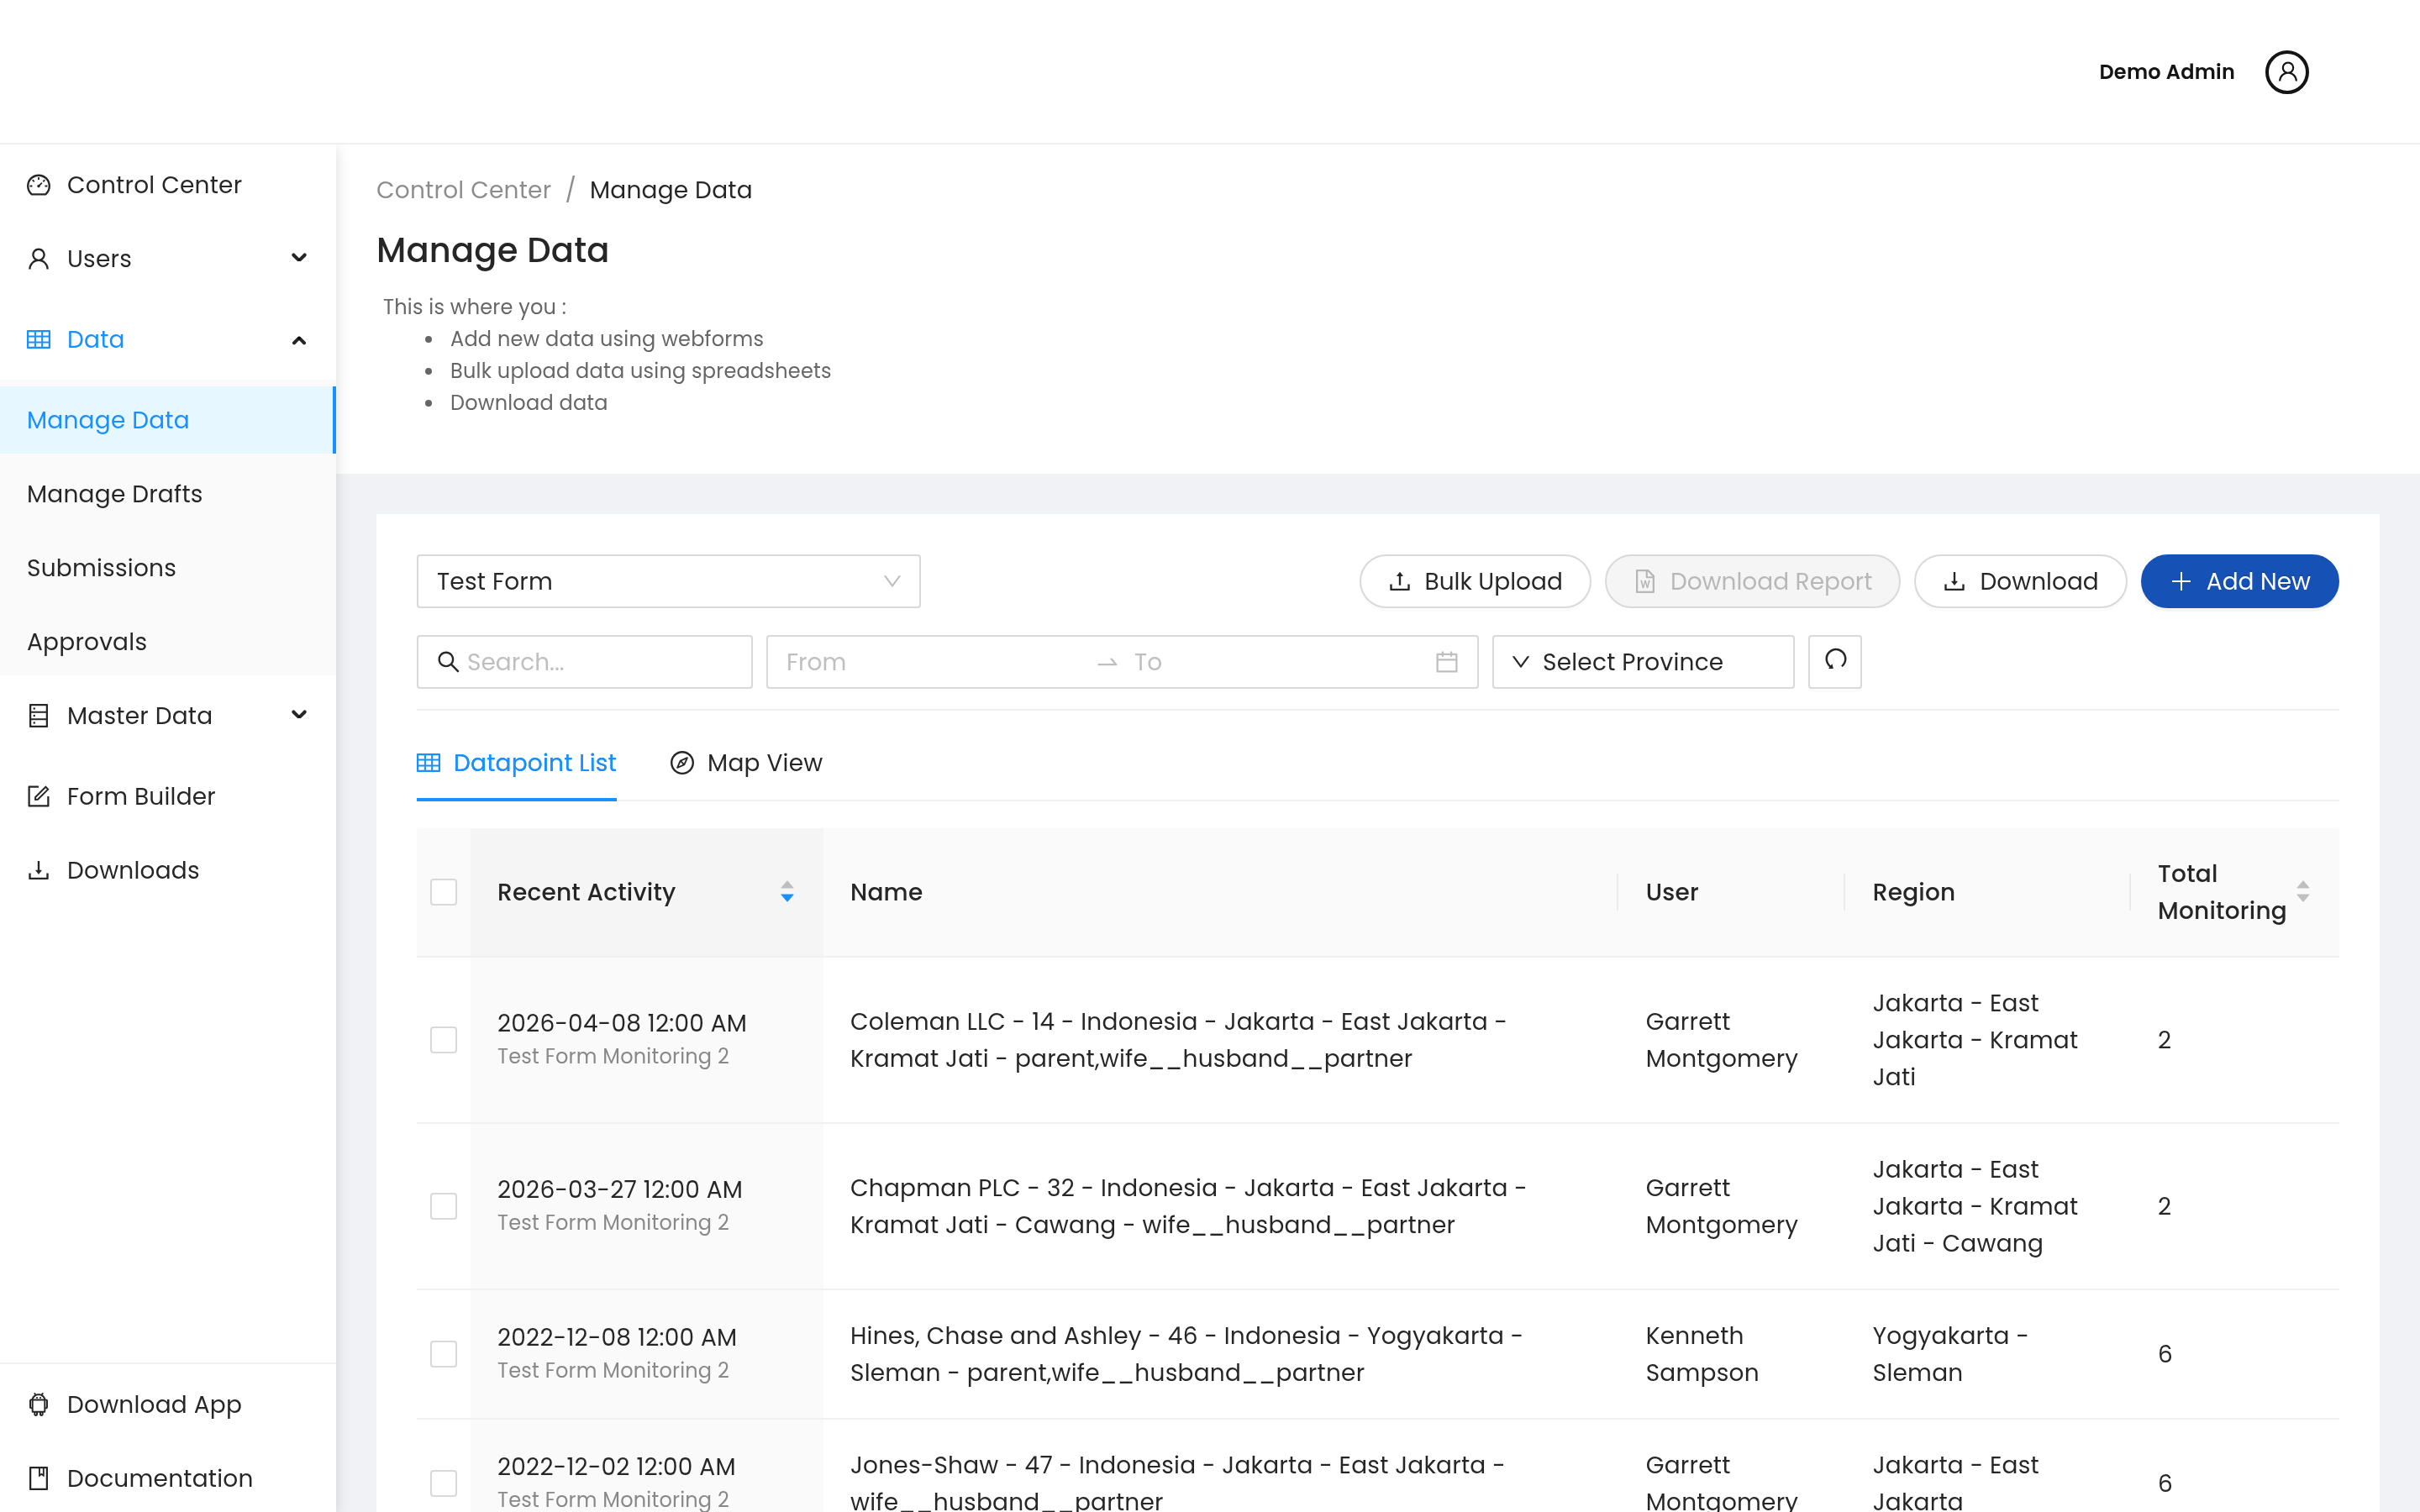 Demo Admin
Control Center
Users
Data
Manage Data
Manage Drafts
Submissions
Approvals
Master Data
Form Builder
Downloads
Download App
Documentation
Control Center / Manage Data
Manage Data
This is where you :
• Add new data using webforms
• Bulk upload data using spreadsheets
• Download data
Test Form
Bulk Upload
Download Report
Download
Add New
Search...
From
To
Select Province
Datapoint List
Map View
Recent Activity
Name
User
Region
Total
Monitoring
2026-04-08 12:00 AM
Test Form Monitoring 2
Coleman LLC - 14 - Indonesia - Jakarta - East Jakarta -
Kramat Jati - parent,wife__husband__partner
Garrett
Montgomery
Jakarta - East
Jakarta - Kramat
Jati
2
2026-03-27 12:00 AM
Test Form Monitoring 2
Chapman PLC - 32 - Indonesia - Jakarta - East Jakarta -
Kramat Jati - Cawang - wife__husband__partner
Garrett
Montgomery
Jakarta - East
Jakarta - Kramat
Jati - Cawang
2
2022-12-08 12:00 AM
Test Form Monitoring 2
Hines, Chase and Ashley - 46 - Indonesia - Yogyakarta -
Sleman - parent,wife__husband__partner
Kenneth
Sampson
Yogyakarta -
Sleman
6
2022-12-02 12:00 AM
Test Form Monitoring 2
Jones-Shaw - 47 - Indonesia - Jakarta - East Jakarta -
wife__husband__partner
Garrett
Montgomery
Jakarta - East
Jakarta
6